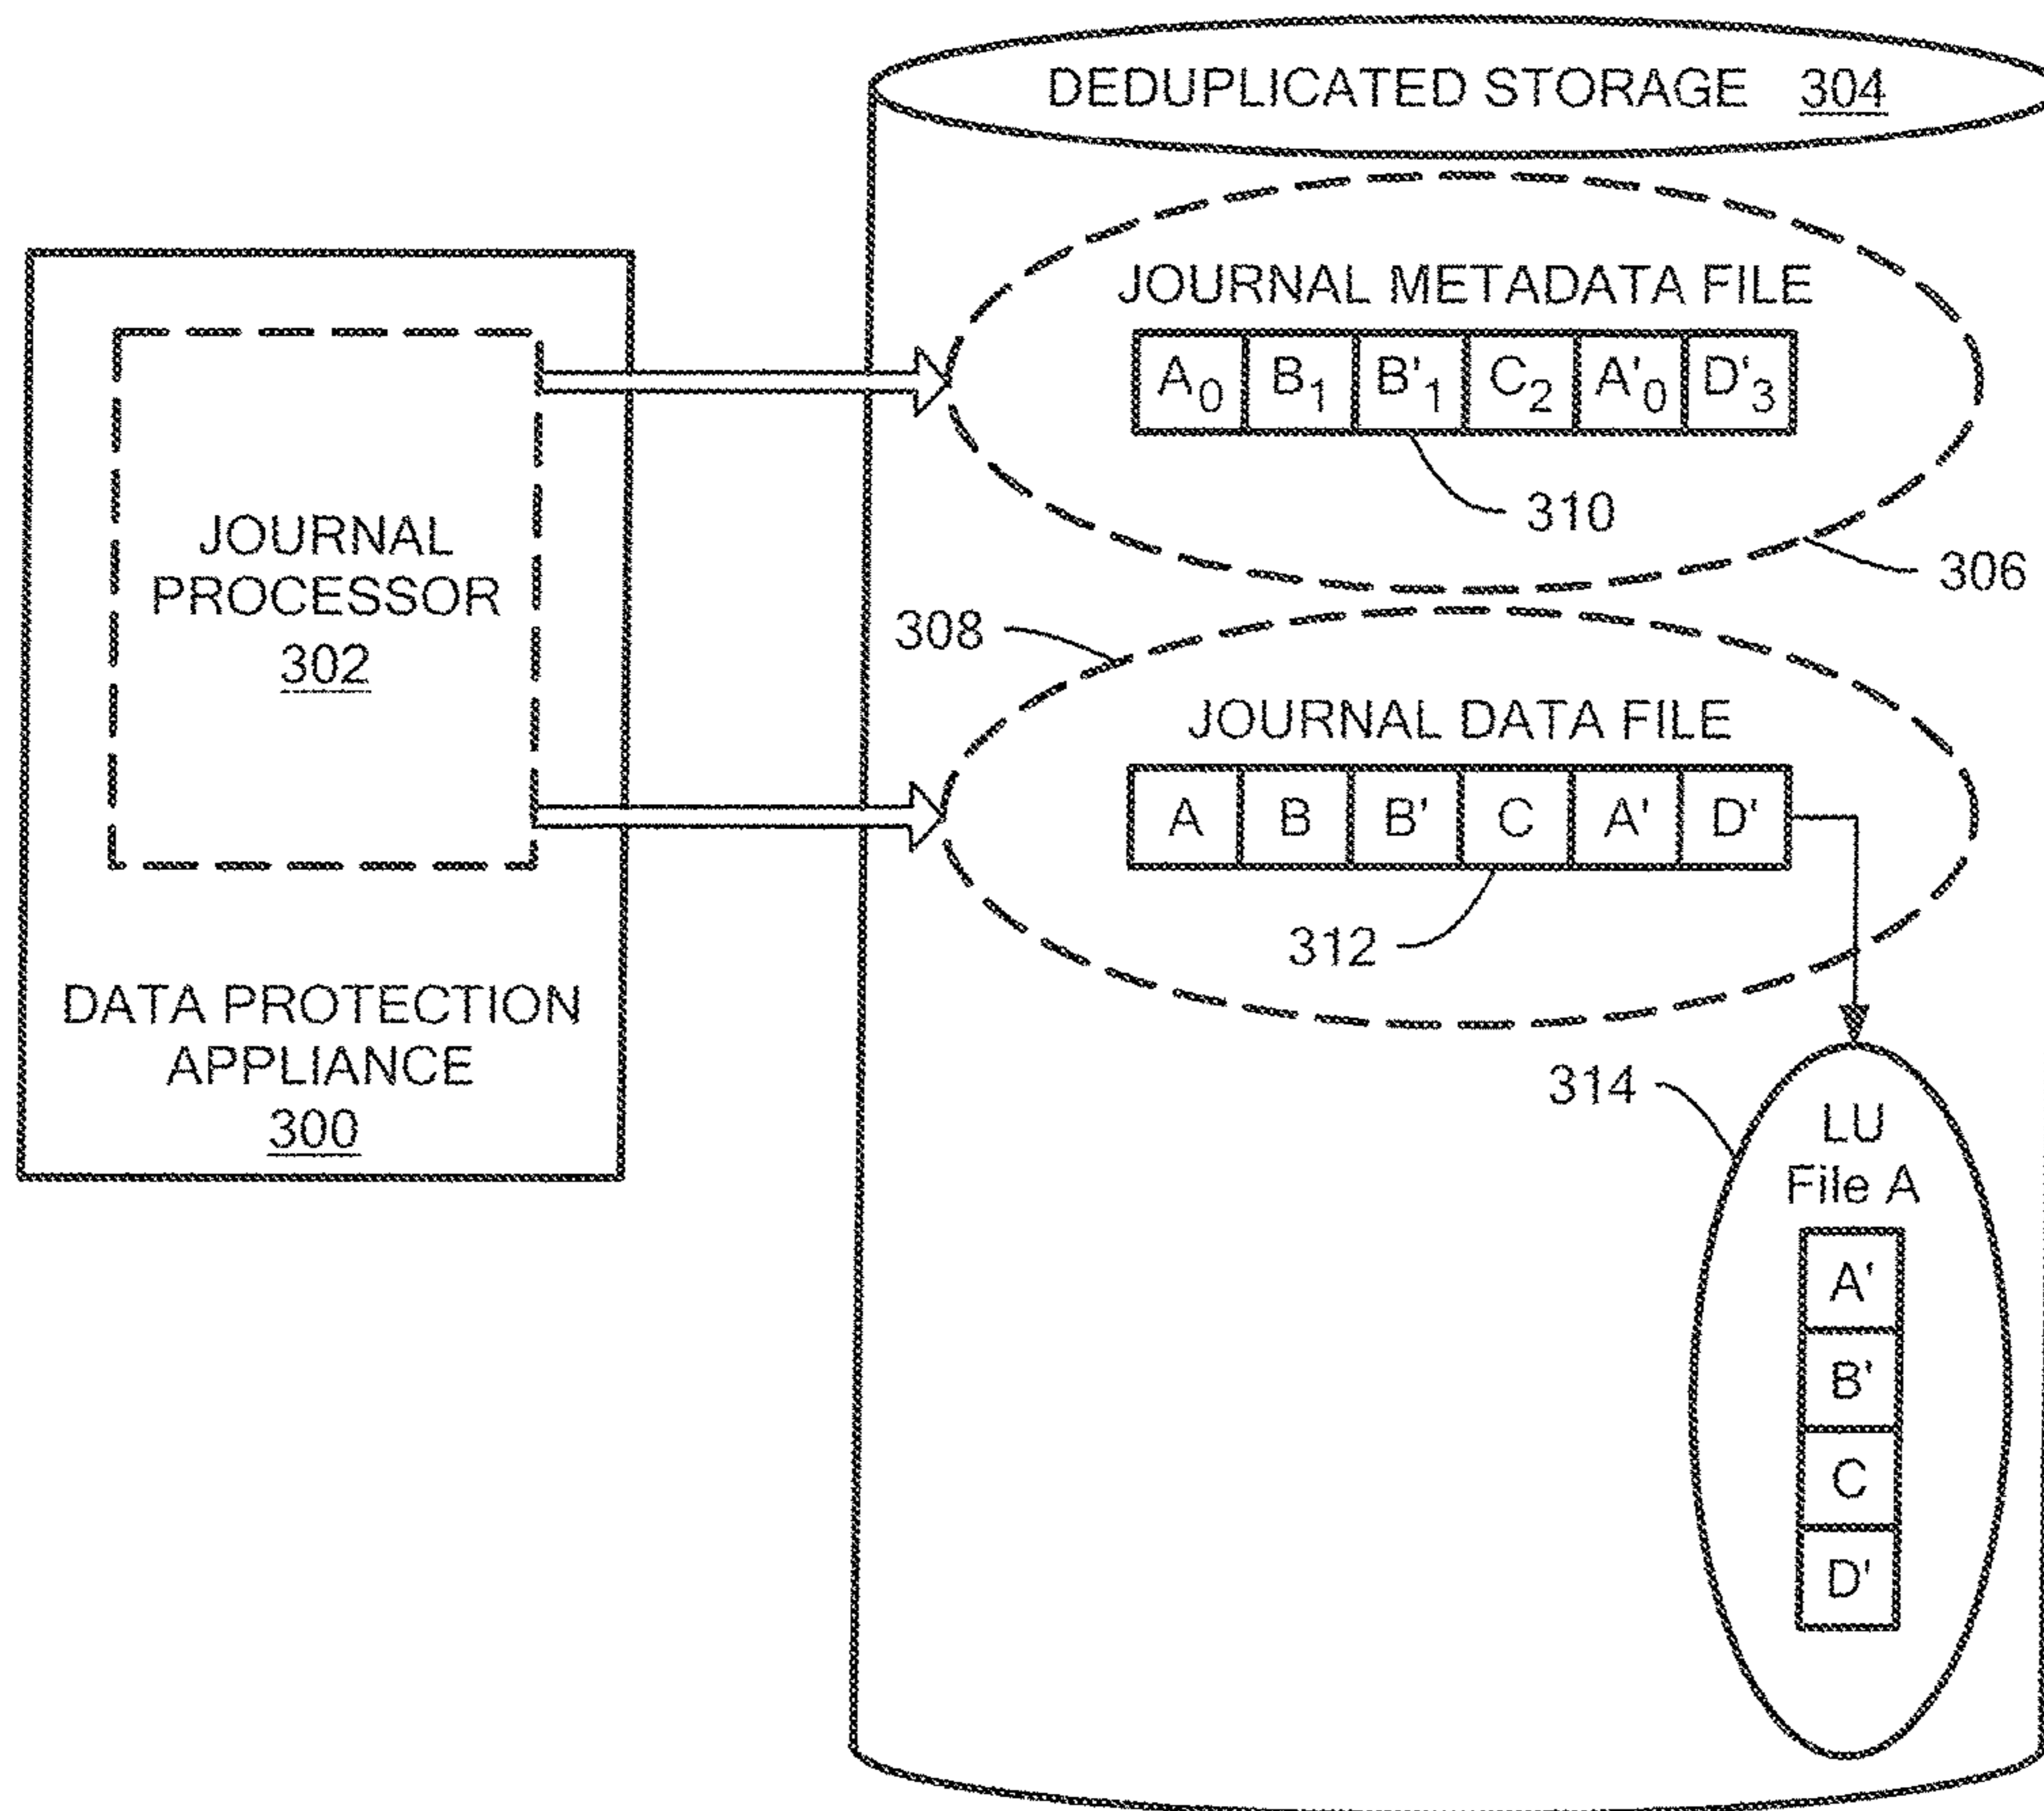 DEDUPLICATED STORAGE 304
JOURNAL METADATA FILE
A₀ B₁ B'₁ C₂ A'₀ D'₃
310
306
JOURNAL
PROCESSOR
302
308
JOURNAL DATA FILE
A B B' C A' D'
312
DATA PROTECTION
APPLIANCE
300
314
LU
File A
A'
B'
C
D'